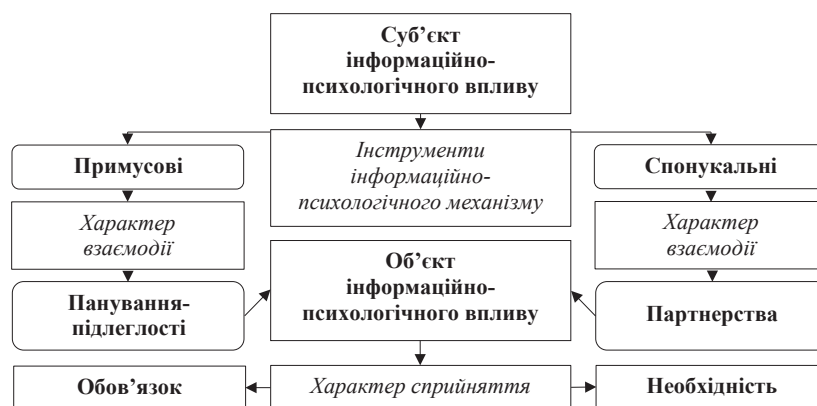 Суб’єкт
інформаційно-
психологічного впливу
Примусові
Інструменти
інформаційно-
психологічного механізму
Спонукальні
Характер
взаємодії
Характер
взаємодії
Панування-
підлеглості
Об’єкт
інформаційно-
психологічного впливу
Партнерства
Обов’язок
Характер сприйняття
Необхідність